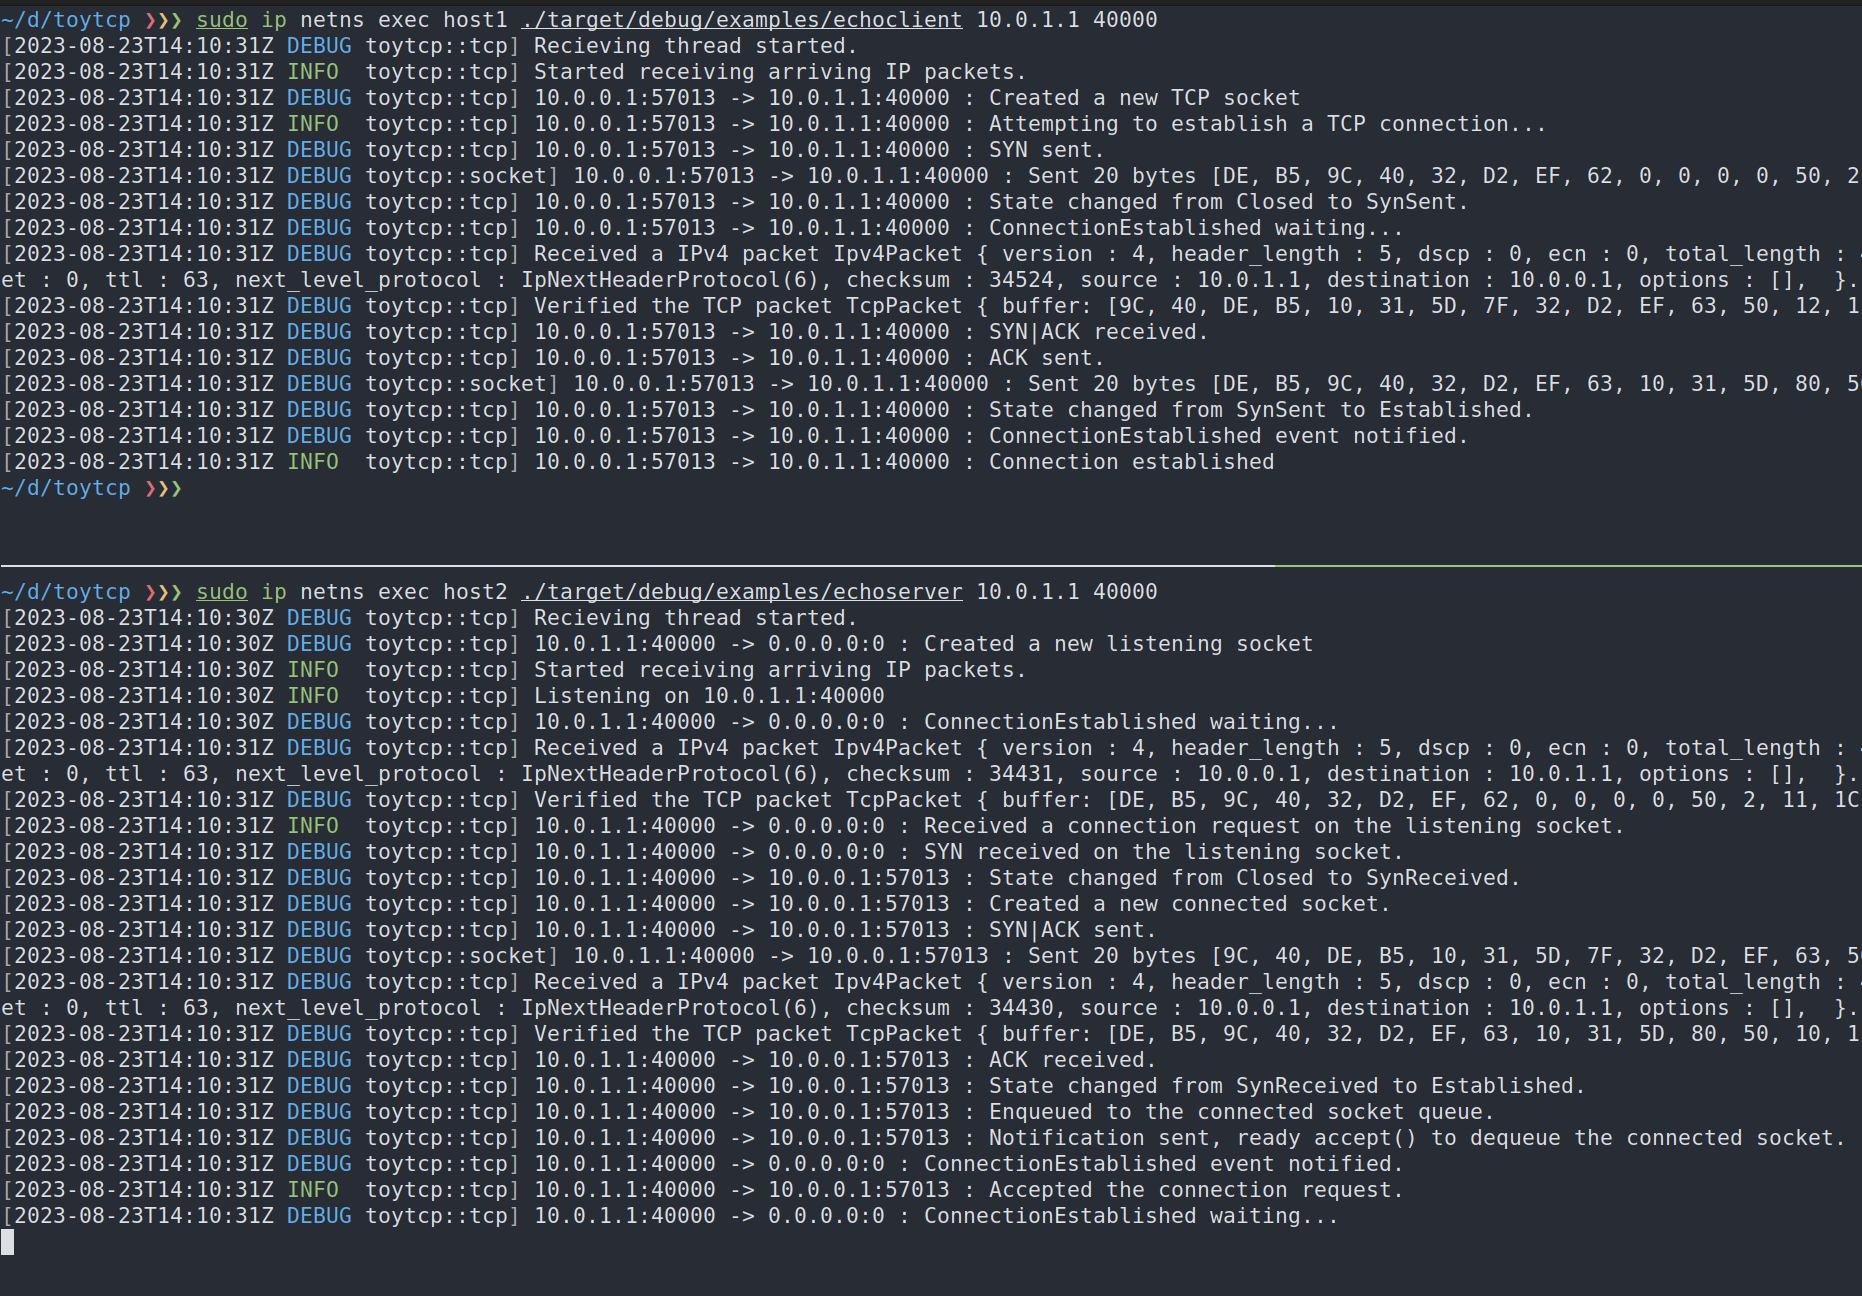 ~/d/toytcp ❯❯❯ sudo ip netns exec host1 ./target/debug/examples/echoclient 10.0.1.1 40000
[2023-08-23T14:10:31Z DEBUG toytcp::tcp] Recieving thread started.
[2023-08-23T14:10:31Z INFO  toytcp::tcp] Started receiving arriving IP packets.
[2023-08-23T14:10:31Z DEBUG toytcp::tcp] 10.0.0.1:57013 -> 10.0.1.1:40000 : Created a new TCP socket
[2023-08-23T14:10:31Z INFO  toytcp::tcp] 10.0.0.1:57013 -> 10.0.1.1:40000 : Attempting to establish a TCP connection...
[2023-08-23T14:10:31Z DEBUG toytcp::tcp] 10.0.0.1:57013 -> 10.0.1.1:40000 : SYN sent.
[2023-08-23T14:10:31Z DEBUG toytcp::socket] 10.0.0.1:57013 -> 10.0.1.1:40000 : Sent 20 bytes [DE, B5, 9C, 40, 32, D2, EF, 62, 0, 0, 0, 0, 50, 2
[2023-08-23T14:10:31Z DEBUG toytcp::tcp] 10.0.0.1:57013 -> 10.0.1.1:40000 : State changed from Closed to SynSent.
[2023-08-23T14:10:31Z DEBUG toytcp::tcp] 10.0.0.1:57013 -> 10.0.1.1:40000 : ConnectionEstablished waiting...
[2023-08-23T14:10:31Z DEBUG toytcp::tcp] Received a IPv4 packet Ipv4Packet { version : 4, header_length : 5, dscp : 0, ecn : 0, total_length :
et : 0, ttl : 63, next_level_protocol : IpNextHeaderProtocol(6), checksum : 34524, source : 10.0.1.1, destination : 10.0.0.1, options : [],  }.
[2023-08-23T14:10:31Z DEBUG toytcp::tcp] Verified the TCP packet TcpPacket { buffer: [9C, 40, DE, B5, 10, 31, 5D, 7F, 32, D2, EF, 63, 50, 12, 1
[2023-08-23T14:10:31Z DEBUG toytcp::tcp] 10.0.0.1:57013 -> 10.0.1.1:40000 : SYN|ACK received.
[2023-08-23T14:10:31Z DEBUG toytcp::tcp] 10.0.0.1:57013 -> 10.0.1.1:40000 : ACK sent.
[2023-08-23T14:10:31Z DEBUG toytcp::socket] 10.0.0.1:57013 -> 10.0.1.1:40000 : Sent 20 bytes [DE, B5, 9C, 40, 32, D2, EF, 63, 10, 31, 5D, 80, 5
[2023-08-23T14:10:31Z DEBUG toytcp::tcp] 10.0.0.1:57013 -> 10.0.1.1:40000 : State changed from SynSent to Established.
[2023-08-23T14:10:31Z DEBUG toytcp::tcp] 10.0.0.1:57013 -> 10.0.1.1:40000 : ConnectionEstablished event notified.
[2023-08-23T14:10:31Z INFO  toytcp::tcp] 10.0.0.1:57013 -> 10.0.1.1:40000 : Connection established
~/d/toytcp ❯❯❯
~/d/toytcp ❯❯❯ sudo ip netns exec host2 ./target/debug/examples/echoserver 10.0.1.1 40000
[2023-08-23T14:10:30Z DEBUG toytcp::tcp] Recieving thread started.
[2023-08-23T14:10:30Z DEBUG toytcp::tcp] 10.0.1.1:40000 -> 0.0.0.0:0 : Created a new listening socket
[2023-08-23T14:10:30Z INFO  toytcp::tcp] Started receiving arriving IP packets.
[2023-08-23T14:10:30Z INFO  toytcp::tcp] Listening on 10.0.1.1:40000
[2023-08-23T14:10:30Z DEBUG toytcp::tcp] 10.0.1.1:40000 -> 0.0.0.0:0 : ConnectionEstablished waiting...
[2023-08-23T14:10:31Z DEBUG toytcp::tcp] Received a IPv4 packet Ipv4Packet { version : 4, header_length : 5, dscp : 0, ecn : 0, total_length :
et : 0, ttl : 63, next_level_protocol : IpNextHeaderProtocol(6), checksum : 34431, source : 10.0.0.1, destination : 10.0.1.1, options : [],  }.
[2023-08-23T14:10:31Z DEBUG toytcp::tcp] Verified the TCP packet TcpPacket { buffer: [DE, B5, 9C, 40, 32, D2, EF, 62, 0, 0, 0, 0, 50, 2, 11, 1C
[2023-08-23T14:10:31Z INFO  toytcp::tcp] 10.0.1.1:40000 -> 0.0.0.0:0 : Received a connection request on the listening socket.
[2023-08-23T14:10:31Z DEBUG toytcp::tcp] 10.0.1.1:40000 -> 0.0.0.0:0 : SYN received on the listening socket.
[2023-08-23T14:10:31Z DEBUG toytcp::tcp] 10.0.1.1:40000 -> 10.0.0.1:57013 : State changed from Closed to SynReceived.
[2023-08-23T14:10:31Z DEBUG toytcp::tcp] 10.0.1.1:40000 -> 10.0.0.1:57013 : Created a new connected socket.
[2023-08-23T14:10:31Z DEBUG toytcp::tcp] 10.0.1.1:40000 -> 10.0.0.1:57013 : SYN|ACK sent.
[2023-08-23T14:10:31Z DEBUG toytcp::socket] 10.0.1.1:40000 -> 10.0.0.1:57013 : Sent 20 bytes [9C, 40, DE, B5, 10, 31, 5D, 7F, 32, D2, EF, 63, 5
[2023-08-23T14:10:31Z DEBUG toytcp::tcp] Received a IPv4 packet Ipv4Packet { version : 4, header_length : 5, dscp : 0, ecn : 0, total_length :
et : 0, ttl : 63, next_level_protocol : IpNextHeaderProtocol(6), checksum : 34430, source : 10.0.0.1, destination : 10.0.1.1, options : [],  }.
[2023-08-23T14:10:31Z DEBUG toytcp::tcp] Verified the TCP packet TcpPacket { buffer: [DE, B5, 9C, 40, 32, D2, EF, 63, 10, 31, 5D, 80, 50, 10, 1
[2023-08-23T14:10:31Z DEBUG toytcp::tcp] 10.0.1.1:40000 -> 10.0.0.1:57013 : ACK received.
[2023-08-23T14:10:31Z DEBUG toytcp::tcp] 10.0.1.1:40000 -> 10.0.0.1:57013 : State changed from SynReceived to Established.
[2023-08-23T14:10:31Z DEBUG toytcp::tcp] 10.0.1.1:40000 -> 10.0.0.1:57013 : Enqueued to the connected socket queue.
[2023-08-23T14:10:31Z DEBUG toytcp::tcp] 10.0.1.1:40000 -> 10.0.0.1:57013 : Notification sent, ready accept() to dequeue the connected socket.
[2023-08-23T14:10:31Z DEBUG toytcp::tcp] 10.0.1.1:40000 -> 0.0.0.0:0 : ConnectionEstablished event notified.
[2023-08-23T14:10:31Z INFO  toytcp::tcp] 10.0.1.1:40000 -> 10.0.0.1:57013 : Accepted the connection request.
[2023-08-23T14:10:31Z DEBUG toytcp::tcp] 10.0.1.1:40000 -> 0.0.0.0:0 : ConnectionEstablished waiting...